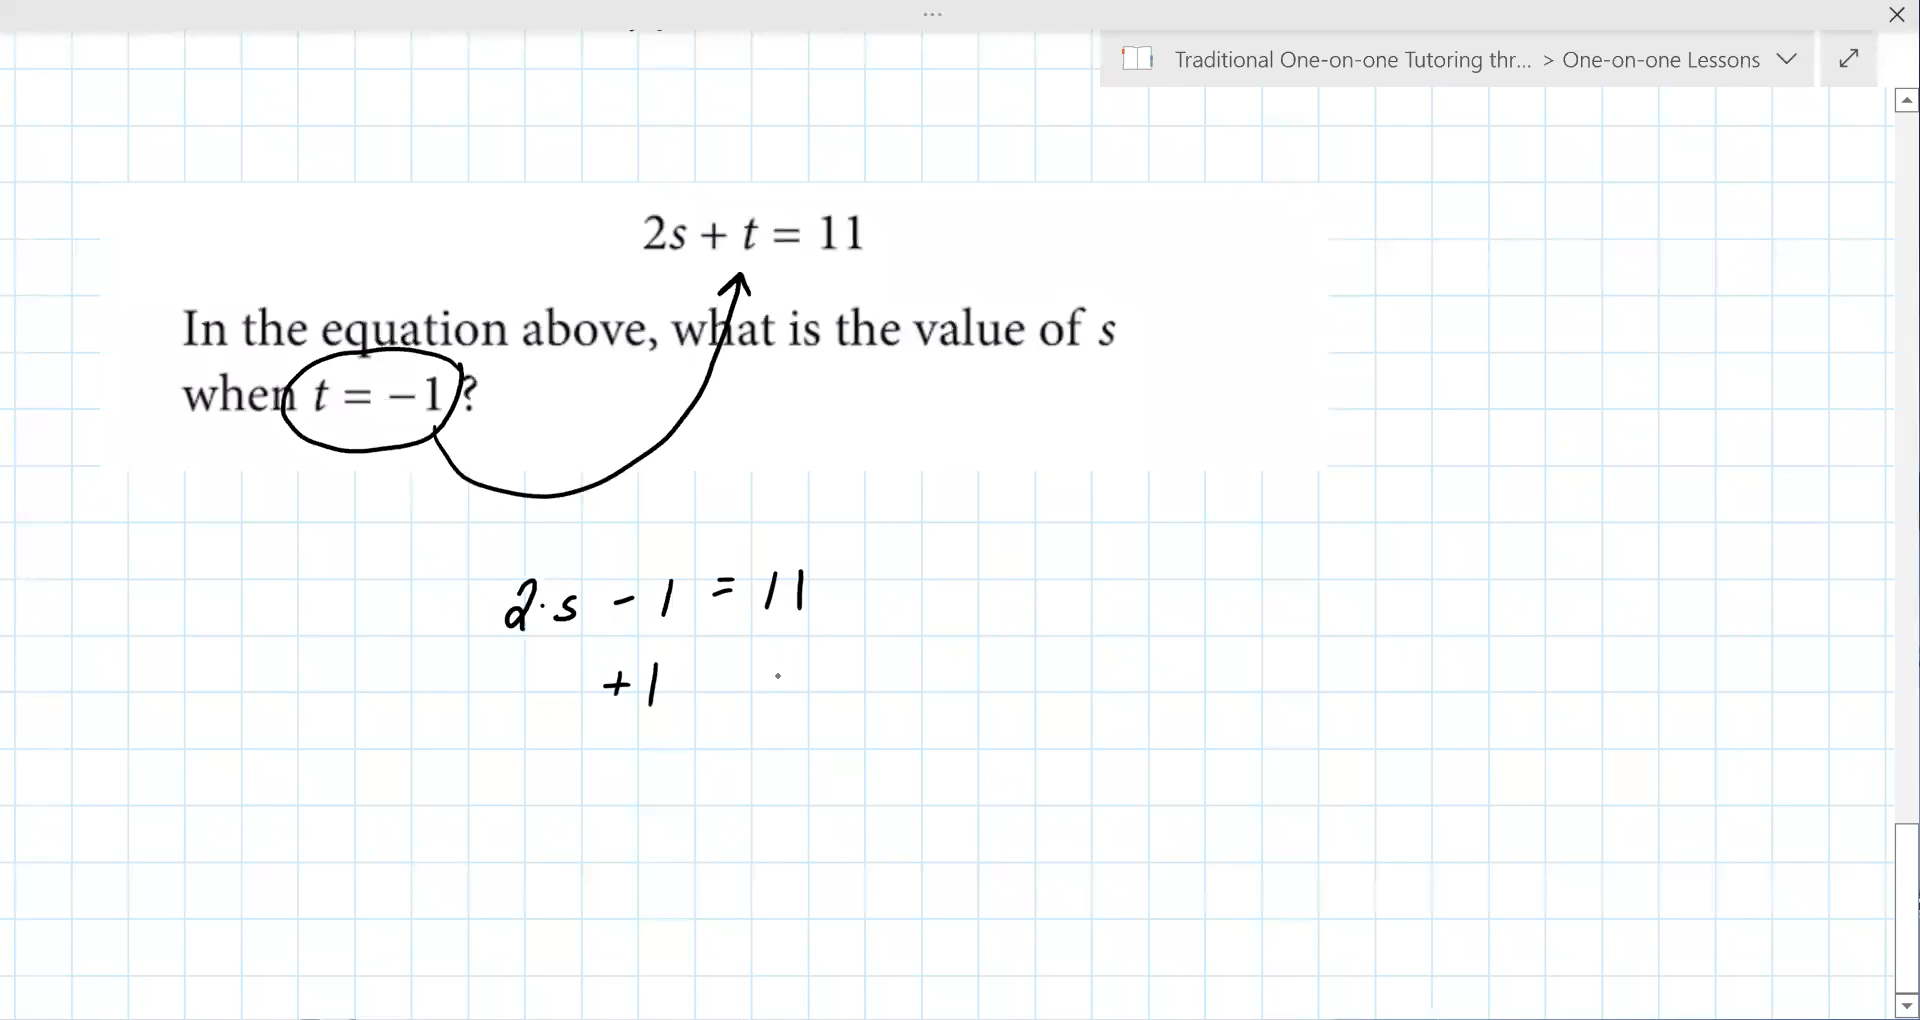 ...
Traditional One-on-one Tutoring thr... > One-on-one Lessons
2s + t = 11
In the equation above, what is the value of s
when t = −1 ?
2·s - 1 = 11
+1